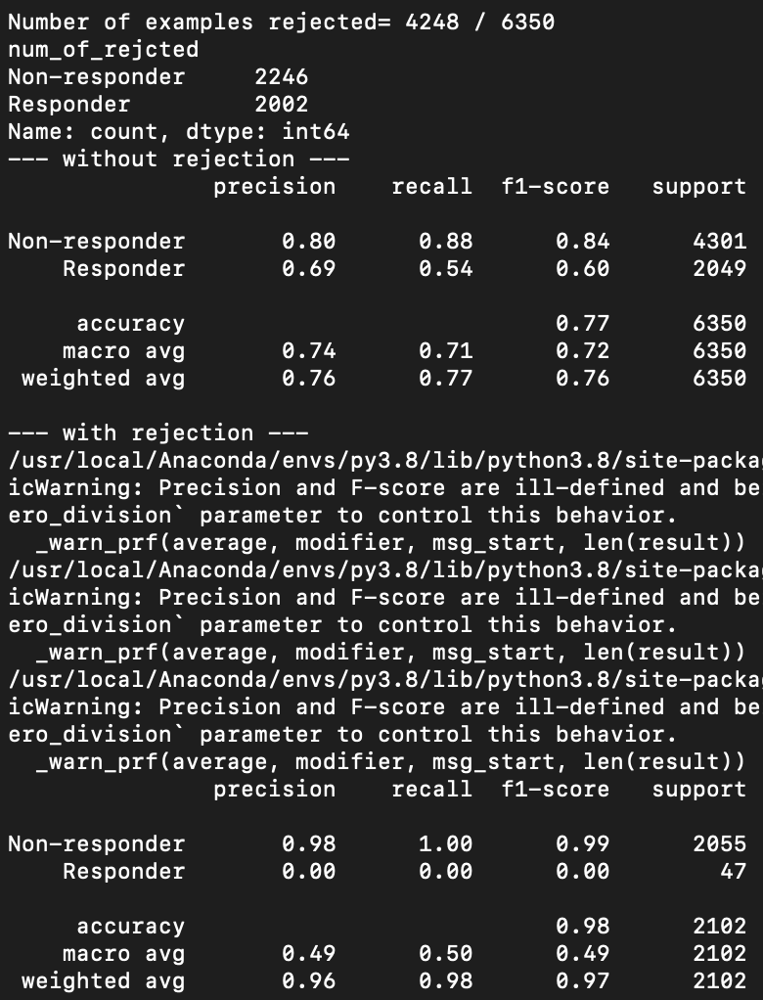 Number of examples rejected= 4248 / 6350
num_of_rejcted
Non-responder     2246
Responder         2002
Name: count, dtype: int64
--- without rejection ---
               precision    recall  f1-score   support

Non-responder       0.80      0.88      0.84      4301
    Responder       0.69      0.54      0.60      2049

     accuracy                           0.77      6350
    macro avg       0.74      0.71      0.72      6350
 weighted avg       0.76      0.77      0.76      6350

--- with rejection ---
/usr/local/Anaconda/envs/py3.8/lib/python3.8/site-packag
icWarning: Precision and F-score are ill-defined and be
ero_division` parameter to control this behavior.
  _warn_prf(average, modifier, msg_start, len(result))
/usr/local/Anaconda/envs/py3.8/lib/python3.8/site-packag
icWarning: Precision and F-score are ill-defined and be
ero_division` parameter to control this behavior.
  _warn_prf(average, modifier, msg_start, len(result))
/usr/local/Anaconda/envs/py3.8/lib/python3.8/site-packag
icWarning: Precision and F-score are ill-defined and be
ero_division` parameter to control this behavior.
  _warn_prf(average, modifier, msg_start, len(result))
               precision    recall  f1-score   support

Non-responder       0.98      1.00      0.99      2055
    Responder       0.00      0.00      0.00        47

     accuracy                           0.98      2102
    macro avg       0.49      0.50      0.49      2102
 weighted avg       0.96      0.98      0.97      2102